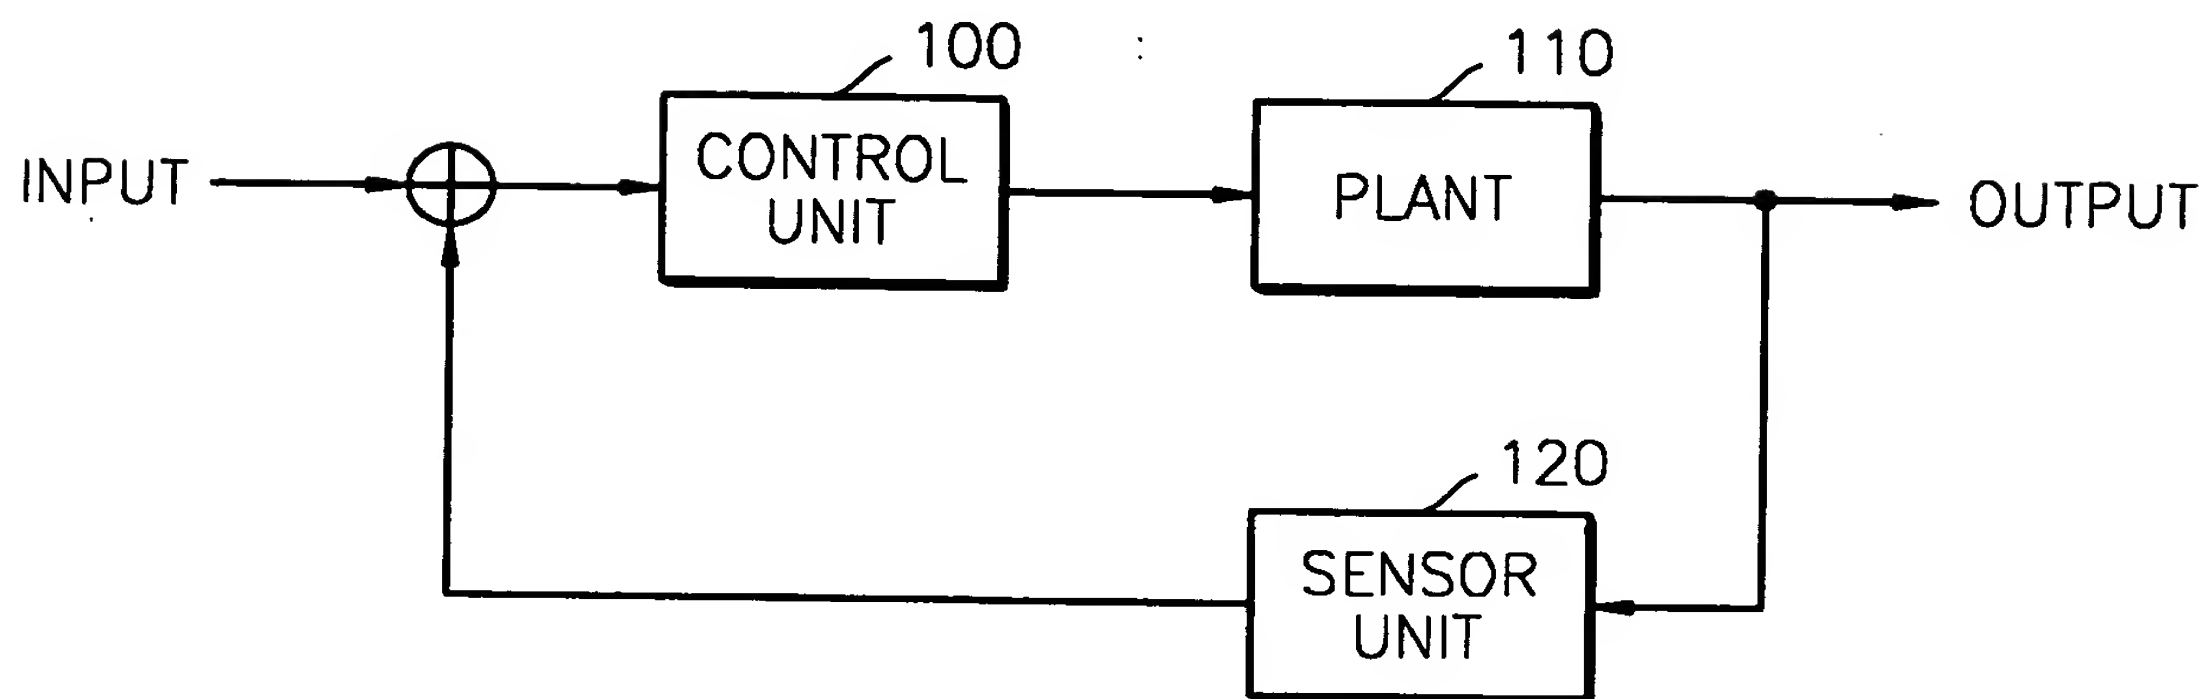 100
110
INPUT
CONTROL
UNIT
PLANT
OUTPUT
120
SENSOR
UNIT